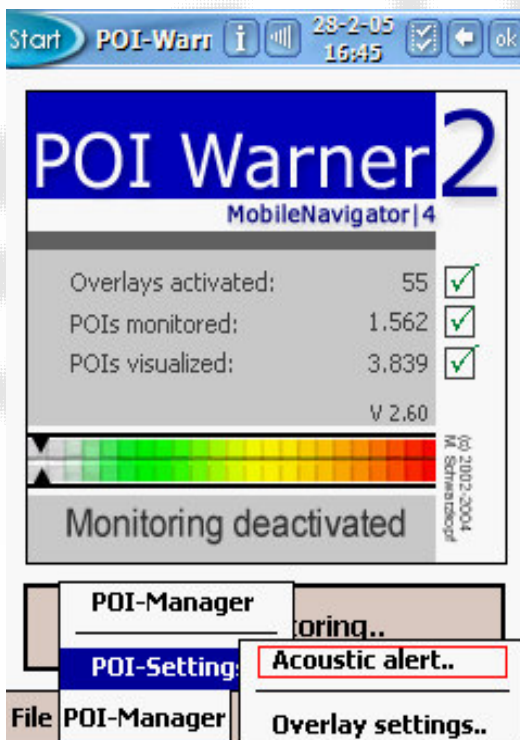 Start POI-Warr 28-2-05 ok
16:45
POI Warner 2
MobileNavigator|4
Overlays activated: 55
POIs monitored: 1.562
POIs visualized: 3.839
V 2.60
(c) 2002-2004
M. Schwarzkopf
Monitoring deactivated
POI-Manager
toring..
POI-Setting
Acoustic alert..
File POI-Manager
Overlay settings..